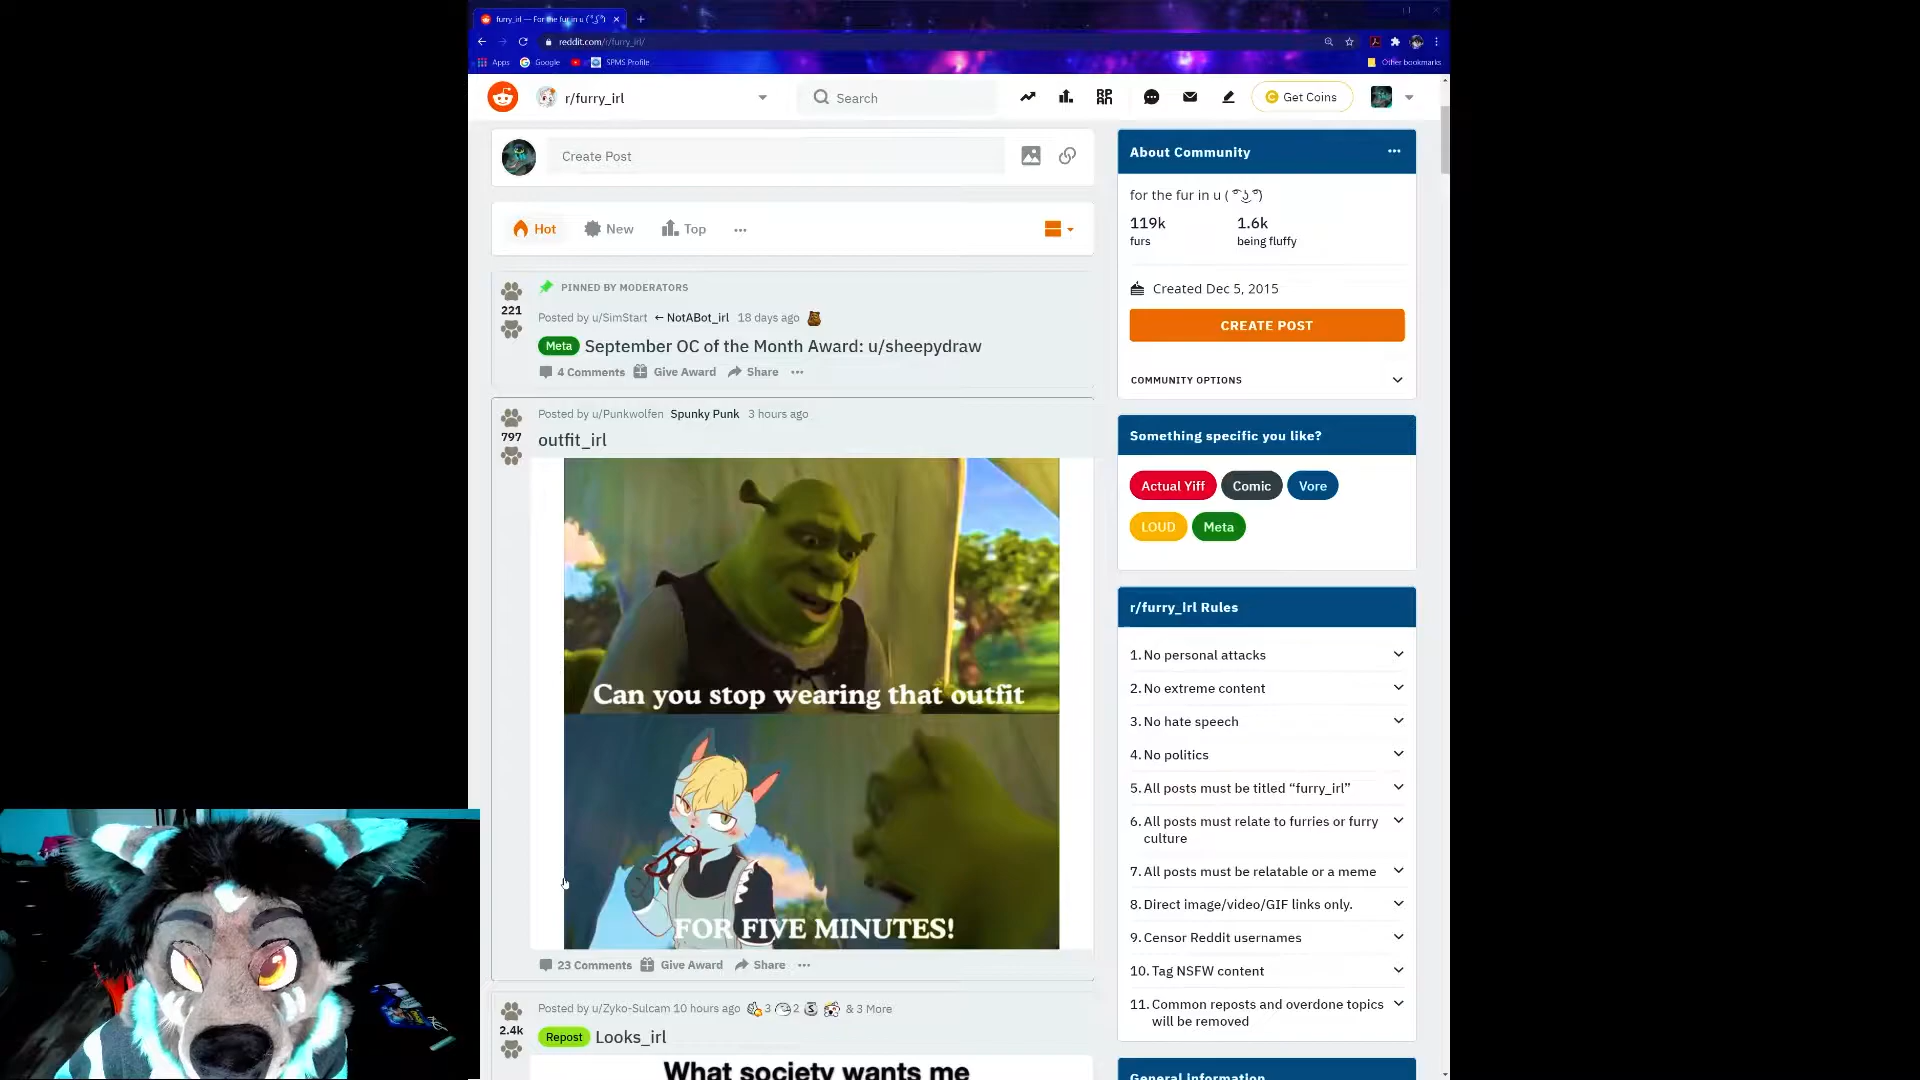 furry_irl — For the fur in u ( ͡° ͜ʖ ͡°)
reddit.com/r/furry_irl/
Apps
Google
SPMS Profile
Other bookmarks
r/furry_irl
Search
Get Coins
Create Post
Hot
New
Top
PINNED BY MODERATORS
221
Posted by u/SimStart ← NotABot_irl 18 days ago
Meta September OC of the Month Award: u/sheepydraw
4 Comments Give Award Share
Posted by u/Punkwolfen Spunky Punk 3 hours ago
797
outfit_irl
Can you stop wearing that outfit
FOR FIVE MINUTES!
23 Comments Give Award Share
Posted by u/Zyko-Sulcam 10 hours ago 3 2 & 3 More
2.4k
Repost Looks_irl
What society wants me
About Community
for the fur in u ( ͡° ͜ʖ ͡°)
119k
furs
1.6k
being fluffy
Created Dec 5, 2015
CREATE POST
COMMUNITY OPTIONS
Something specific you like?
Actual Yiff Comic Vore
LOUD Meta
r/furry_irl Rules
1. No personal attacks
2. No extreme content
3. No hate speech
4. No politics
5. All posts must be titled “furry_irl”
6. All posts must relate to furries or furry
culture
7. All posts must be relatable or a meme
8. Direct image/video/GIF links only.
9. Censor Reddit usernames
10. Tag NSFW content
11. Common reposts and overdone topics
will be removed
General information